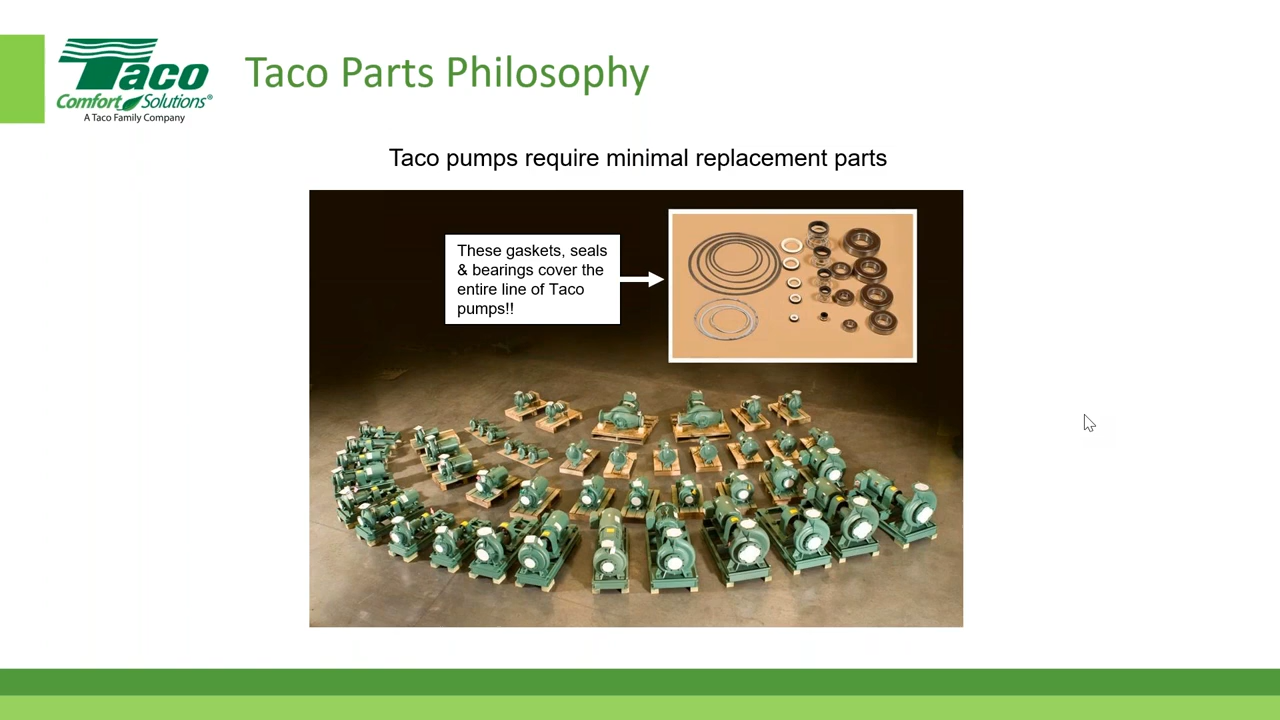 Taco
Comfort Solutions®
A Taco Family Company
Taco Parts Philosophy
Taco pumps require minimal replacement parts
These gaskets, seals
& bearings cover the
entire line of Taco
pumps!!